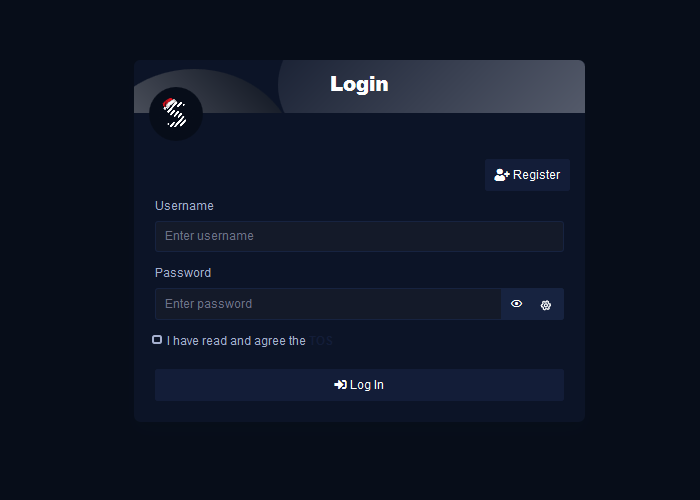 Login
S
Register
Username
Enter username
Password
Enter password
I have read and agree the TOS
Log In